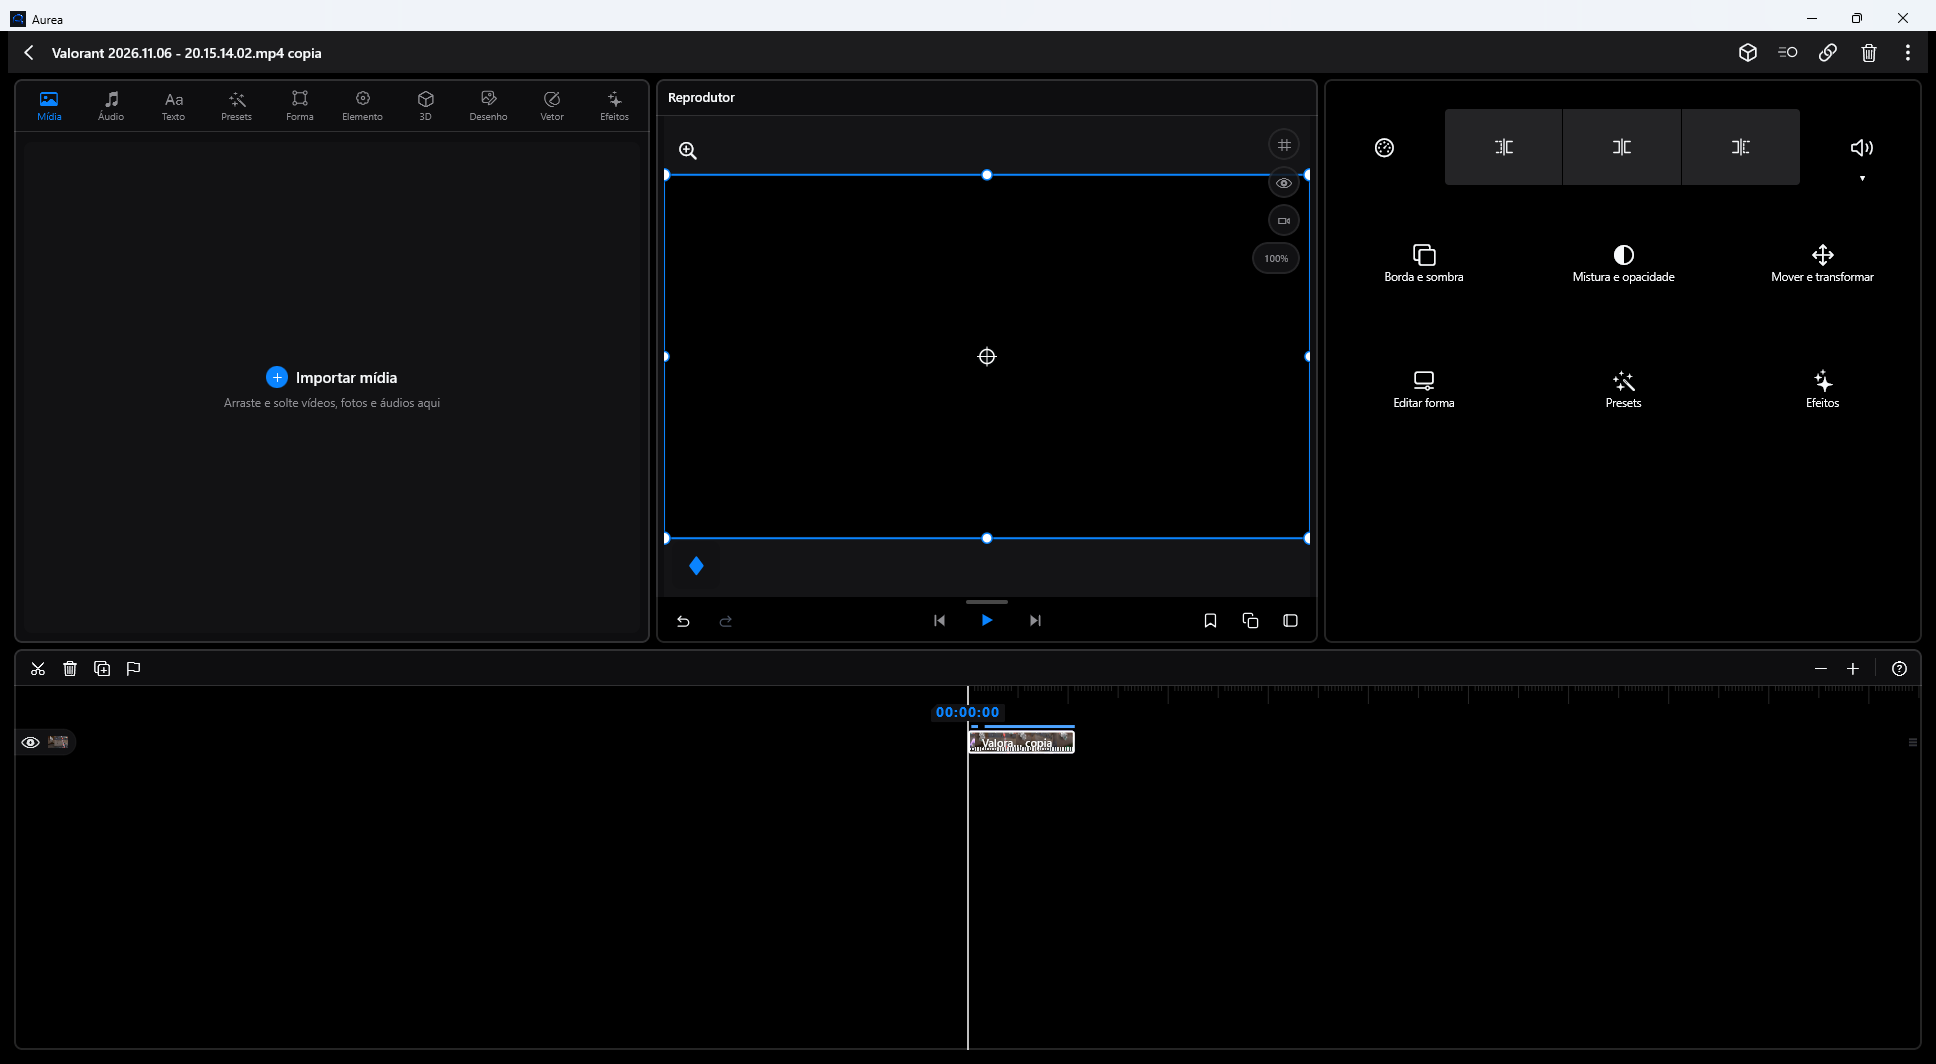 Aurea
Valorant 2026.11.06 - 20.15.14.02.mp4 copia
Mídia
Áudio
Aa
Texto
Presets
Forma
Elemento
3D
Desenho
Vetor
Efeitos
Importar mídia
Arraste e solte vídeos, fotos e áudios aqui
Reprodutor
100%
Borda e sombra
Mistura e opacidade
Mover e transformar
Editar forma
Presets
Efeitos
00:00:00
Valora... copia